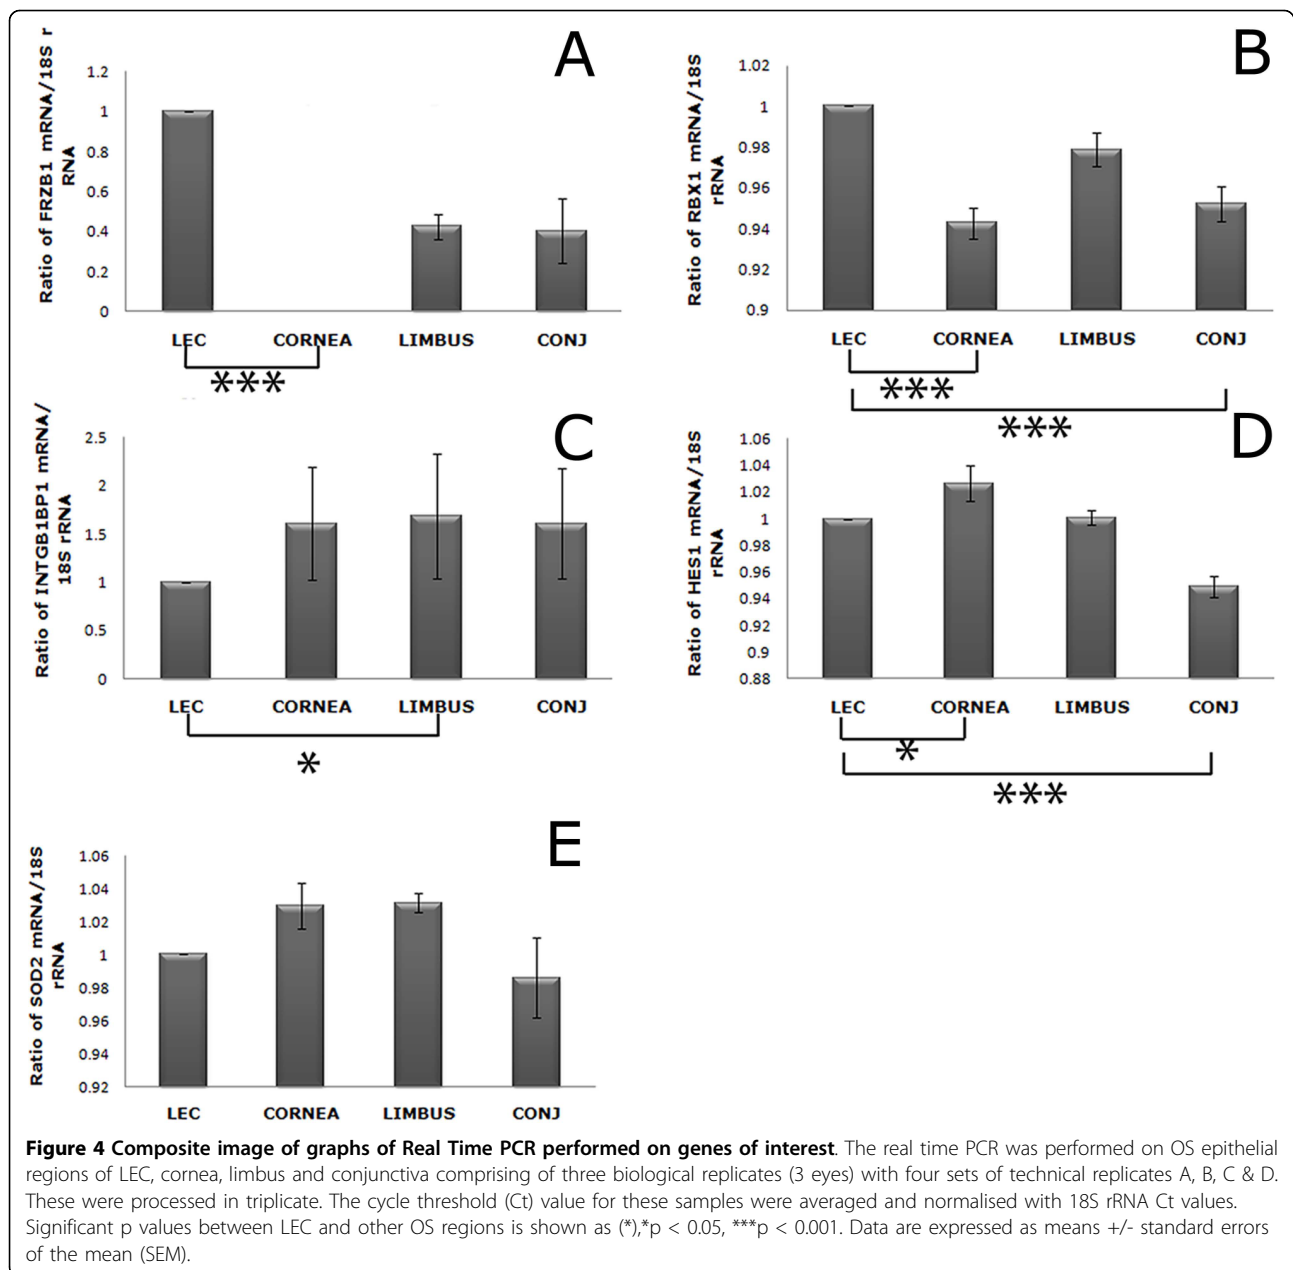 A
Ratio of FRZB1 mRNA/18S r
RNA
1.2
1
0.8
0.6
0.4
0.2
0
LEC CORNEA LIMBUS CONJ
***
B
Ratio of RBX1 mRNA/18S
rRNA
1.02
1
0.98
0.96
0.94
0.92
0.9
LEC CORNEA LIMBUS CONJ
***
***
C
Ratio of INTGB1BP1 mRNA/
18S rRNA
2.5
2
1.5
1
0.5
0
LEC CORNEA LIMBUS CONJ
*
D
Ratio of HES1 mRNA/18S
rRNA
1.06
1.04
1.02
1
0.98
0.96
0.94
0.92
0.9
0.88
LEC CORNEA LIMBUS CONJ
*
***
E
Ratio of SOD2 mRNA/18S
rRNA
1.06
1.04
1.02
1
0.98
0.96
0.94
0.92
LEC CORNEA LIMBUS CONJ
Figure 4 Composite image of graphs of Real Time PCR performed on genes of interest. The real time PCR was performed on OS epithelial
regions of LEC, cornea, limbus and conjunctiva comprising of three biological replicates (3 eyes) with four sets of technical replicates A, B, C & D.
These were processed in triplicate. The cycle threshold (Ct) value for these samples were averaged and normalised with 18S rRNA Ct values.
Significant p values between LEC and other OS regions is shown as (*),*p < 0.05, ***p < 0.001. Data are expressed as means +/- standard errors
of the mean (SEM).